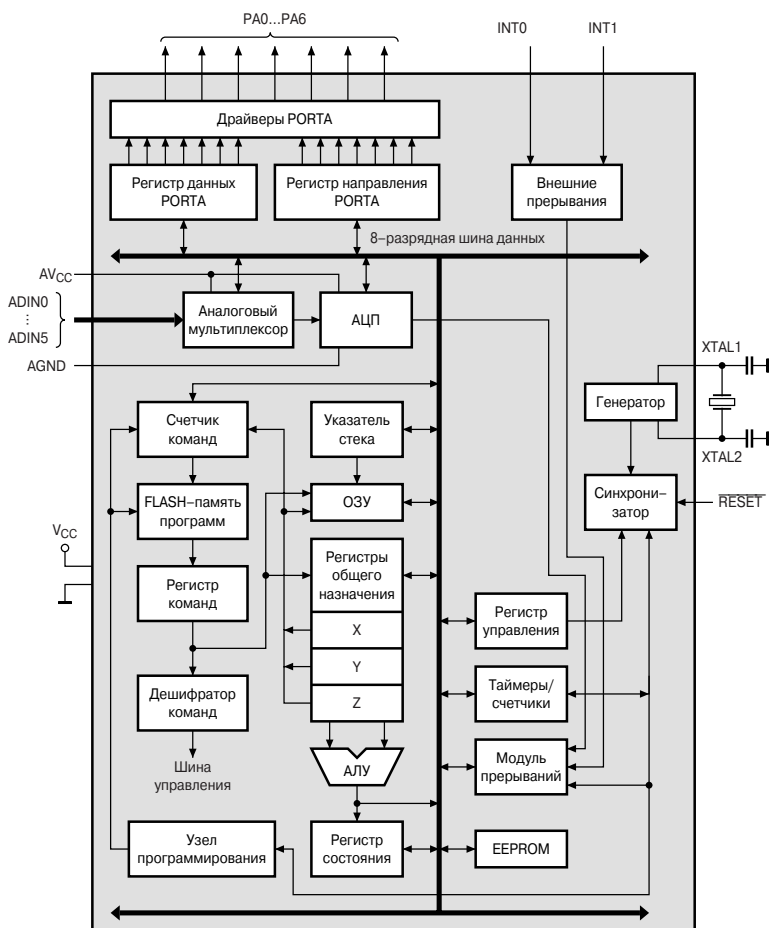 PA0...PA6
INT0
INT1
Драйверы PORTA
Регистр данных
PORTA
Регистр направления
PORTA
Внешние
прерывания
8–разрядная шина данных
AVCC
ADIN0
⋮
ADIN5
Аналоговый
мультиплексор
АЦП
AGND
XTAL1
Генератор
XTAL2
Счетчик
команд
Указатель
стека
FLASH–память
программ
ОЗУ
Синхрони-
затор
RESET
VCC
Регистр
команд
Регистры
общего
назначения
X
Y
Z
Регистр
управления
Дешифратор
команд
Таймеры/
счетчики
Шина
управления
АЛУ
Модуль
прерываний
Узел
программирования
Регистр
состояния
EEPROM